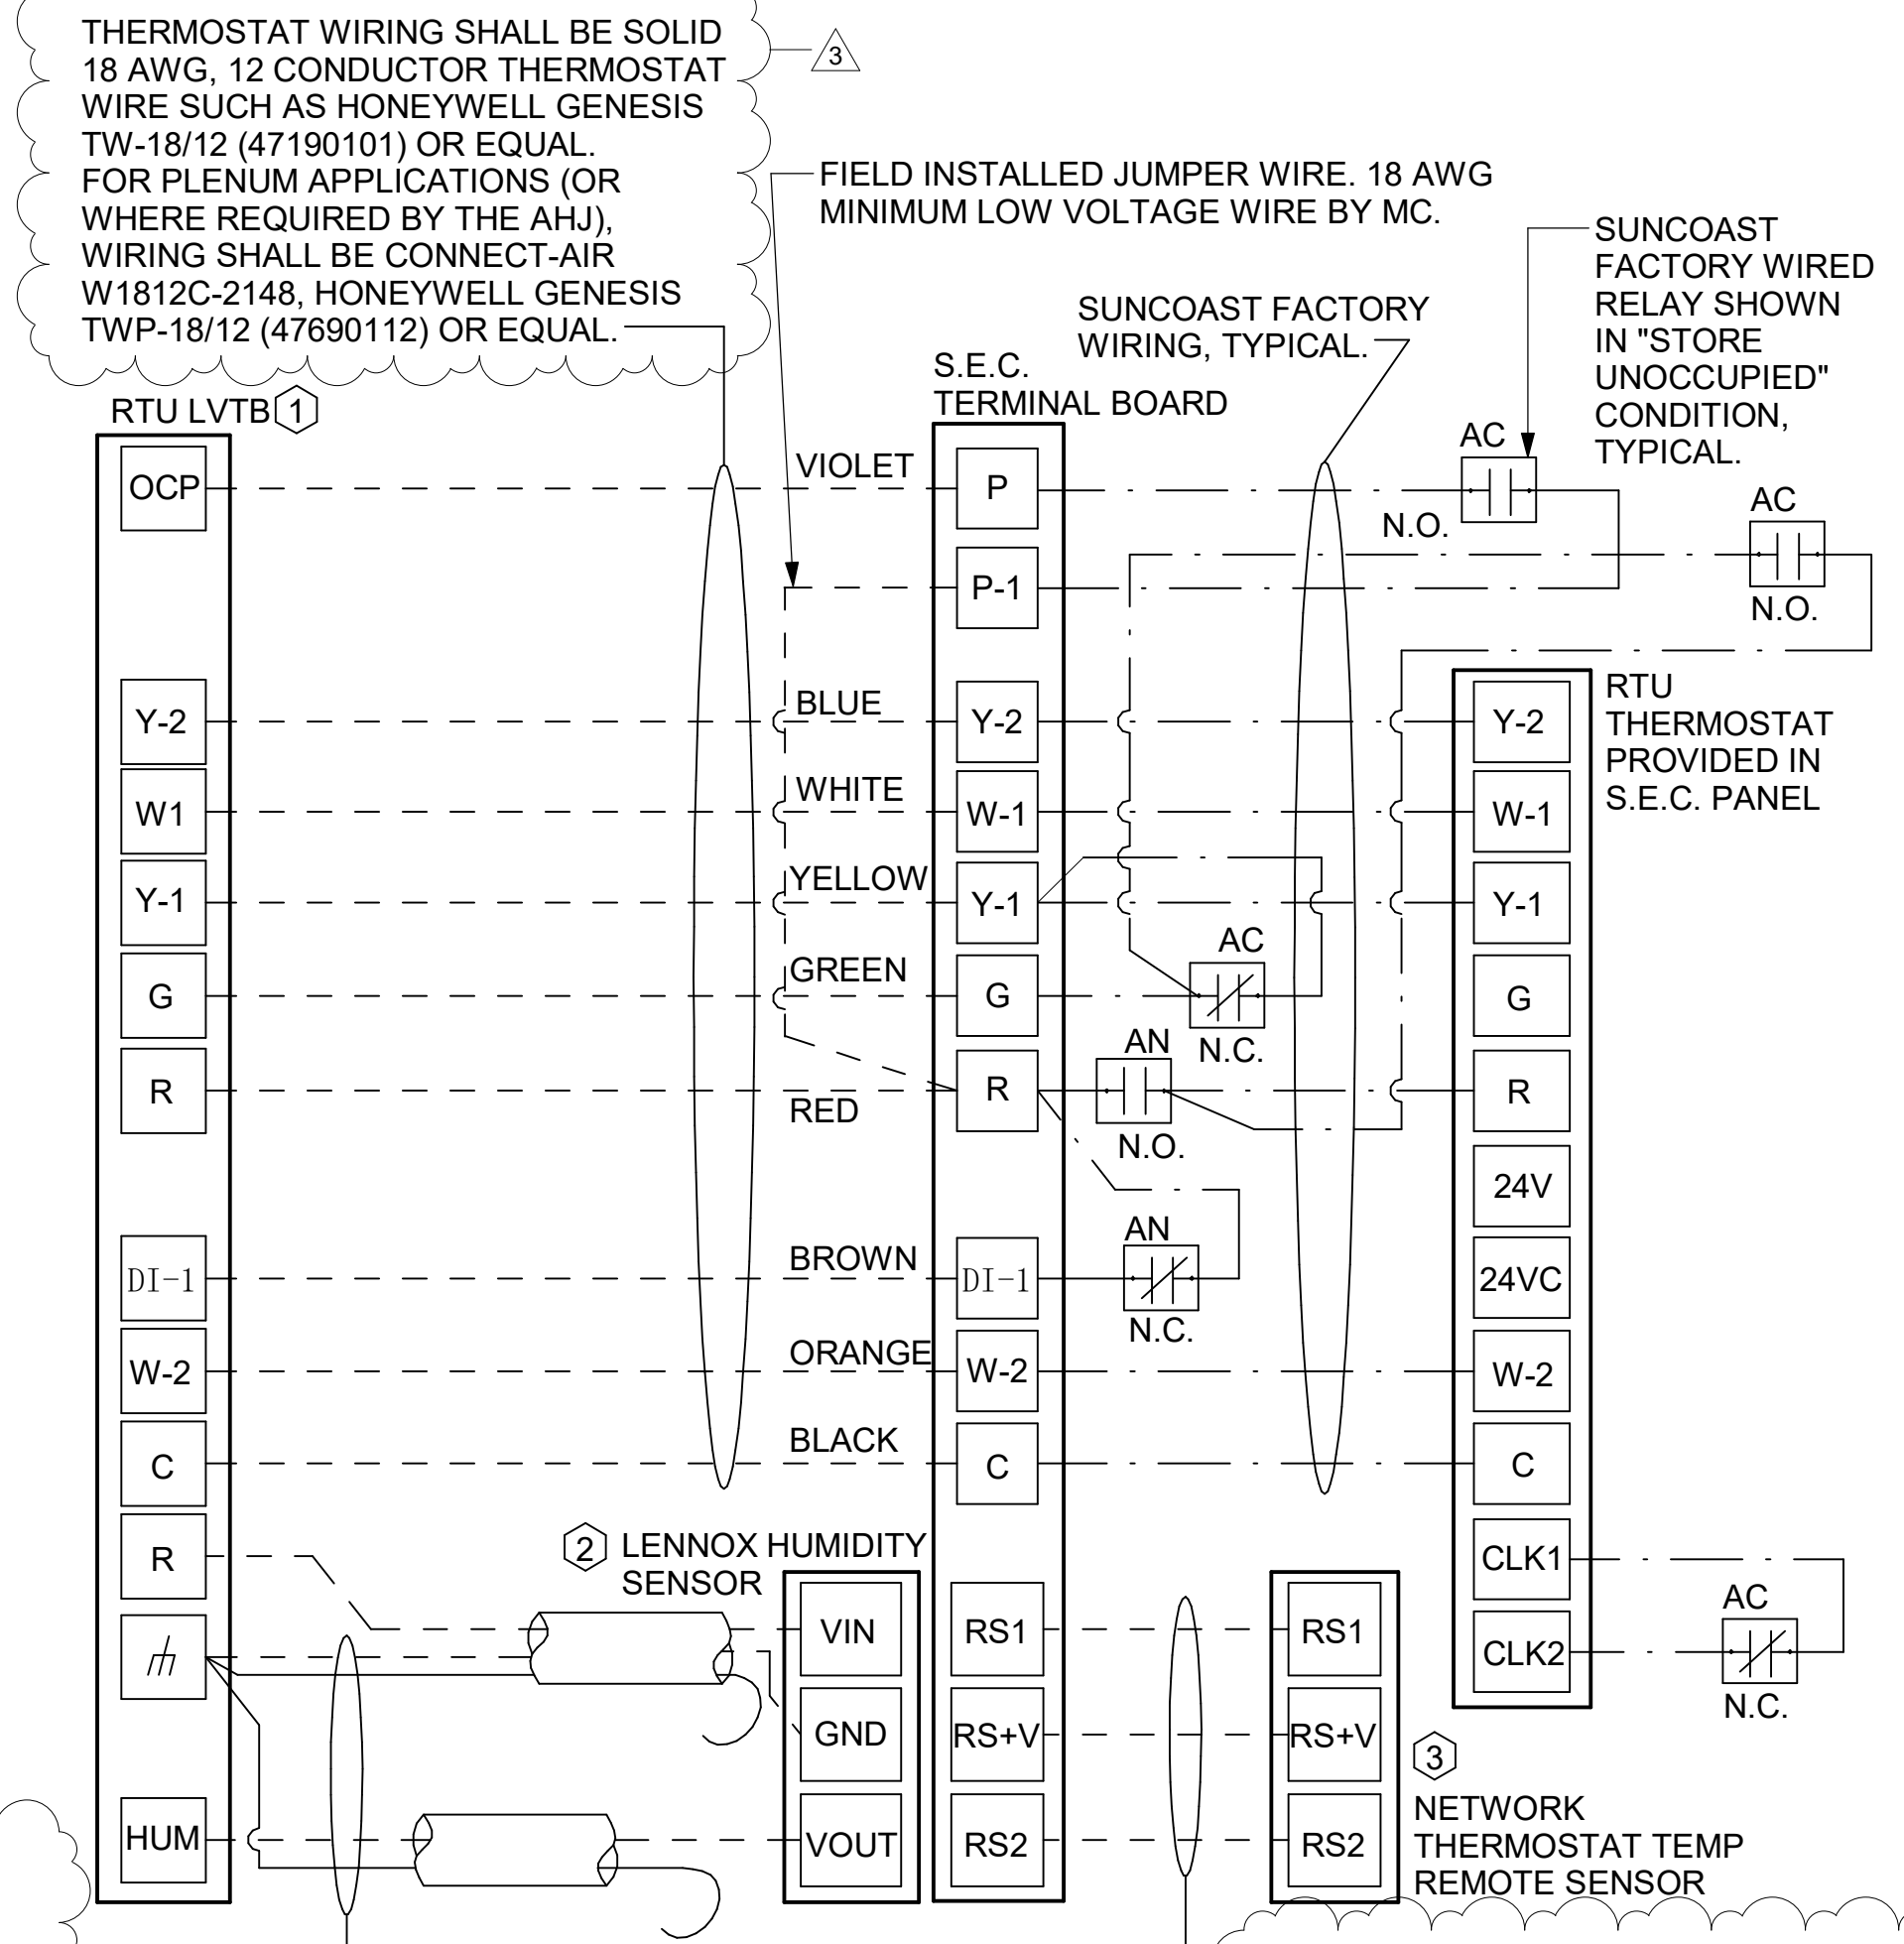 THERMOSTAT WIRING SHALL BE SOLID
18 AWG, 12 CONDUCTOR THERMOSTAT
WIRE SUCH AS HONEYWELL GENESIS
TW-18/12 (47190101) OR EQUAL.
FOR PLENUM APPLICATIONS (OR
WHERE REQUIRED BY THE AHJ),
WIRING SHALL BE CONNECT-AIR
W1812C-2148, HONEYWELL GENESIS
TWP-18/12 (47690112) OR EQUAL.
3
FIELD INSTALLED JUMPER WIRE. 18 AWG
MINIMUM LOW VOLTAGE WIRE BY MC.
SUNCOAST
FACTORY WIRED
RELAY SHOWN
IN "STORE
UNOCCUPIED"
CONDITION,
TYPICAL.
SUNCOAST FACTORY
WIRING, TYPICAL.
S.E.C.
TERMINAL BOARD
RTU LVTB 1
OCP
Y-2
W1
Y-1
G
R
DI-1
W-2
C
R
HUM
VIOLET
BLUE
WHITE
YELLOW
GREEN
RED
BROWN
ORANGE
BLACK
P
P-1
Y-2
W-1
Y-1
G
R
DI-1
W-2
C
RS1
RS+V
RS2
AC
N.O.
AC
N.O.
AC
N.C.
AN
N.O.
AN
N.C.
RTU
THERMOSTAT
PROVIDED IN
S.E.C. PANEL
Y-2
W-1
Y-1
G
R
24V
24VC
W-2
C
CLK1
CLK2
AC
N.C.
2 LENNOX HUMIDITY
SENSOR
VIN
GND
VOUT
RS1
RS+V
RS2
3
NETWORK
THERMOSTAT TEMP
REMOTE SENSOR